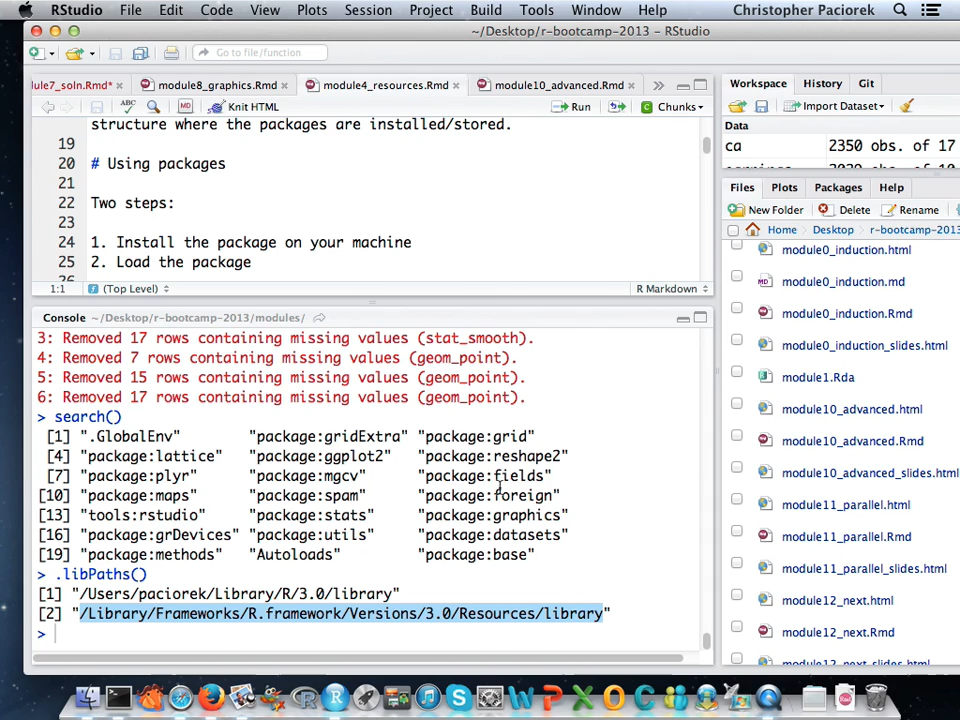 RStudio File Edit Code View Plots Session Project Build Tools Window Help Christopher Paciorek
~/Desktop/r-bootcamp-2013 - RStudio
Go to file/function
module8_graphics.Rmd × module4_resources.Rmd × module10_advanced.Rmd ×
MD Knit HTML Run Chunks
structure where the packages are installed/stored.
19
20 # Using packages
21
22 Two steps:
23
24 1. Install the package on your machine
25 2. Load the package
1:1 (Top Level) R Markdown
Console ~/Desktop/r-bootcamp-2013/modules/
3: Removed 17 rows containing missing values (stat_smooth).
4: Removed 7 rows containing missing values (geom_point).
5: Removed 15 rows containing missing values (geom_point).
6: Removed 17 rows containing missing values (geom_point).
> search()
[1] ".GlobalEnv" "package:gridExtra" "package:grid"
[4] "package:lattice" "package:ggplot2" "package:reshape2"
[7] "package:plyr" "package:mgcv" "package:fields"
[10] "package:maps" "package:spam" "package:foreign"
[13] "tools:rstudio" "package:stats" "package:graphics"
[16] "package:grDevices" "package:utils" "package:datasets"
[19] "package:methods" "Autoloads" "package:base"
> .libPaths()
[1] "/Users/paciorek/Library/R/3.0/library"
[2] "/Library/Frameworks/R.framework/Versions/3.0/Resources/library"
>
Workspace History Git
Import Dataset
Data
ca 2350 obs. of 17
Files Plots Packages Help
New Folder Delete Rename
Home Desktop r-bootcamp-2013
module0_induction.html
module0_induction.md
module0_induction.Rmd
module0_induction_slides.html
module1.Rda
module10_advanced.html
module10_advanced.Rmd
module10_advanced_slides.html
module11_parallel.html
module11_parallel.Rmd
module11_parallel_slides.html
module12_next.html
module12_next.Rmd
module12_next_slides.html